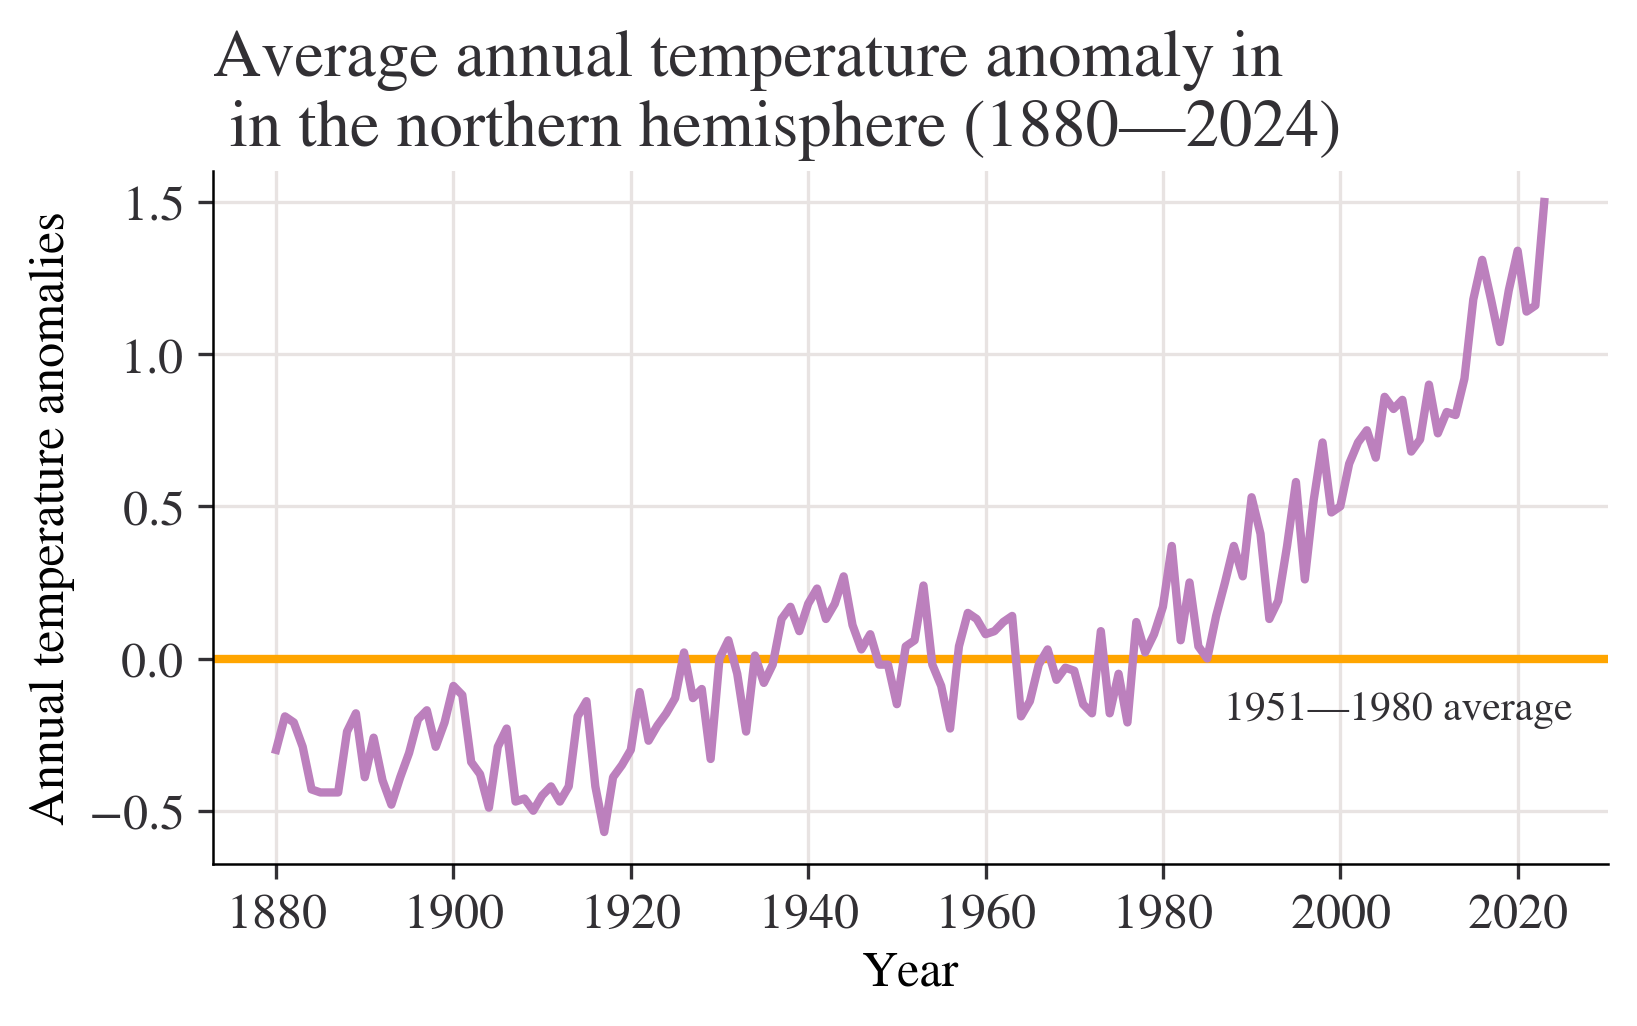 Average annual temperature anomaly in
in the northern hemisphere (1880—2024)
Annual temperature anomalies
1.5
1.0
0.5
0.0
−0.5
1951—1980 average
1880 1900 1920 1940 1960 1980 2000 2020
Year